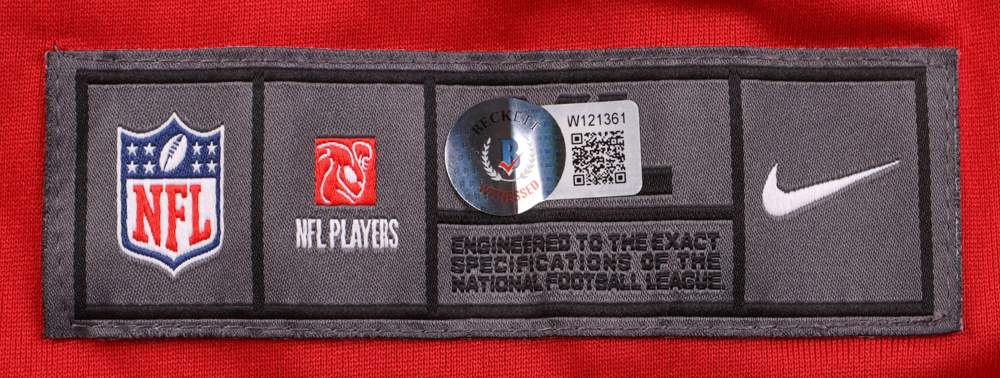 NFL
NFL PLAYERS
BECKETT
B
WITNESSED
W121361
ENGINEERED TO THE EXACT
SPECIFICATIONS OF THE
NATIONAL FOOTBALL LEAGUE.